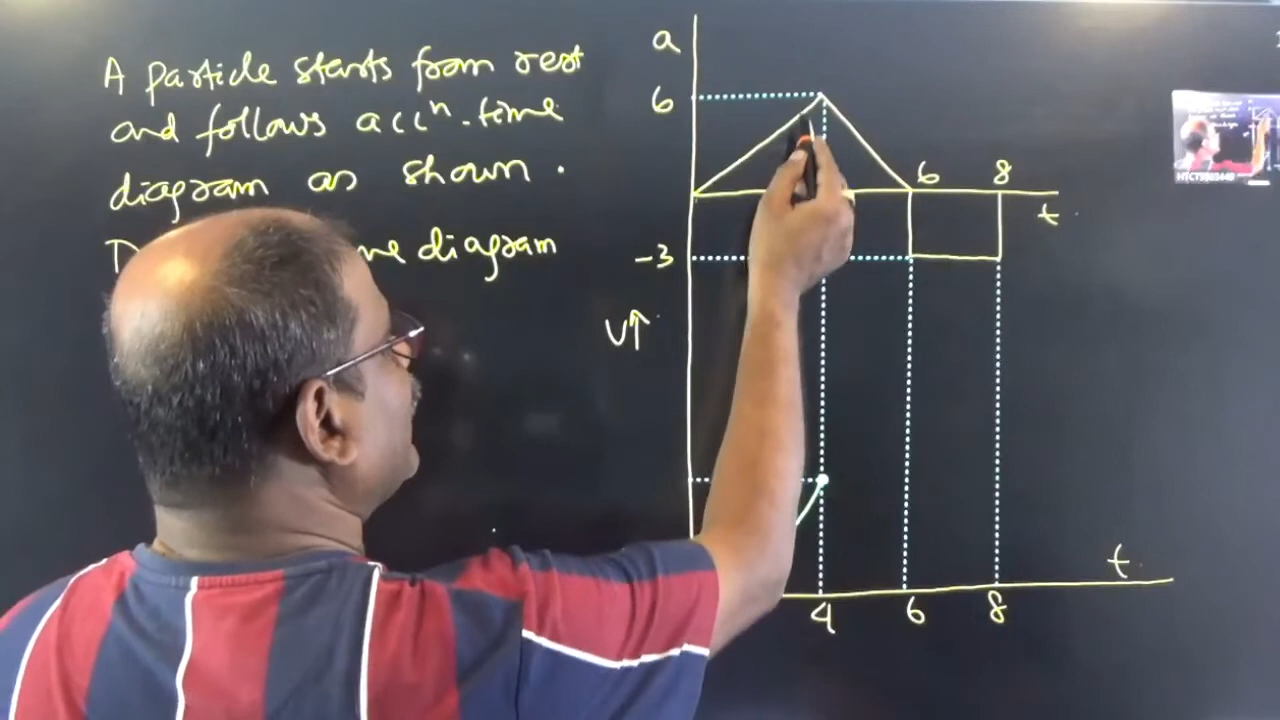 A particle starts from rest
and follows accⁿ-time
diagram as shown.
diagram
a
6
6
8
t
-3
V↑
t
4
6
8